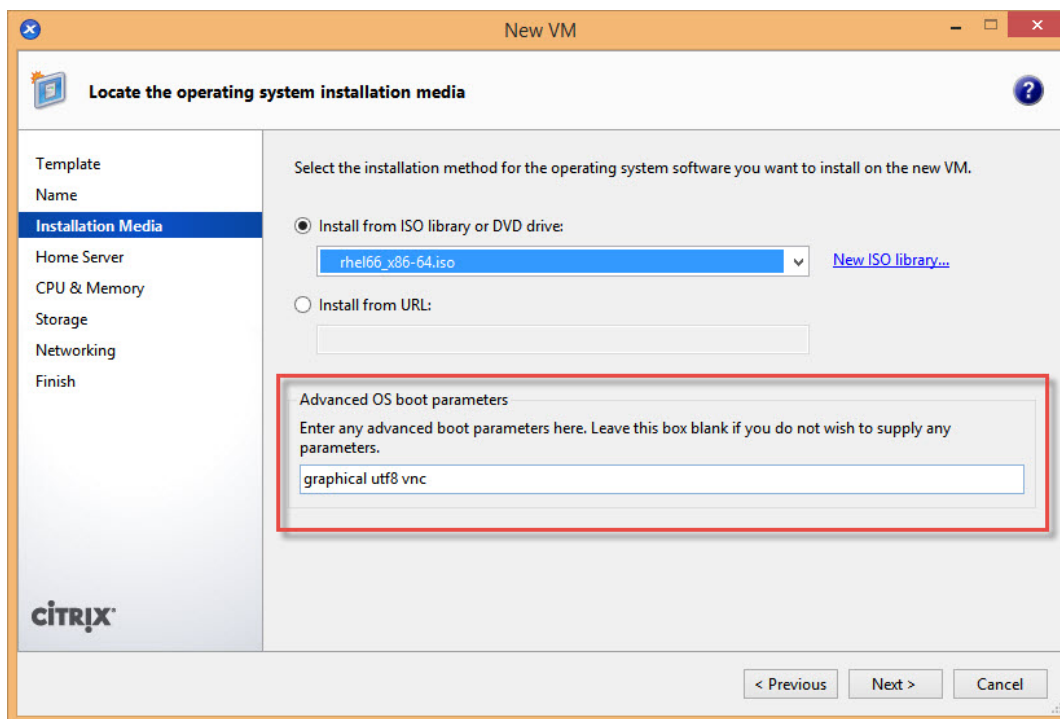 New VM
Locate the operating system installation media
Template
Name
Installation Media
Home Server
CPU & Memory
Storage
Networking
Finish
Select the installation method for the operating system software you want to install on the new VM.
Install from ISO library or DVD drive:
rhel66_x86-64.iso
New ISO library...
Install from URL:
Advanced OS boot parameters
Enter any advanced boot parameters here. Leave this box blank if you do not wish to supply any
parameters.
graphical utf8 vnc
CITRIX
< Previous
Next >
Cancel